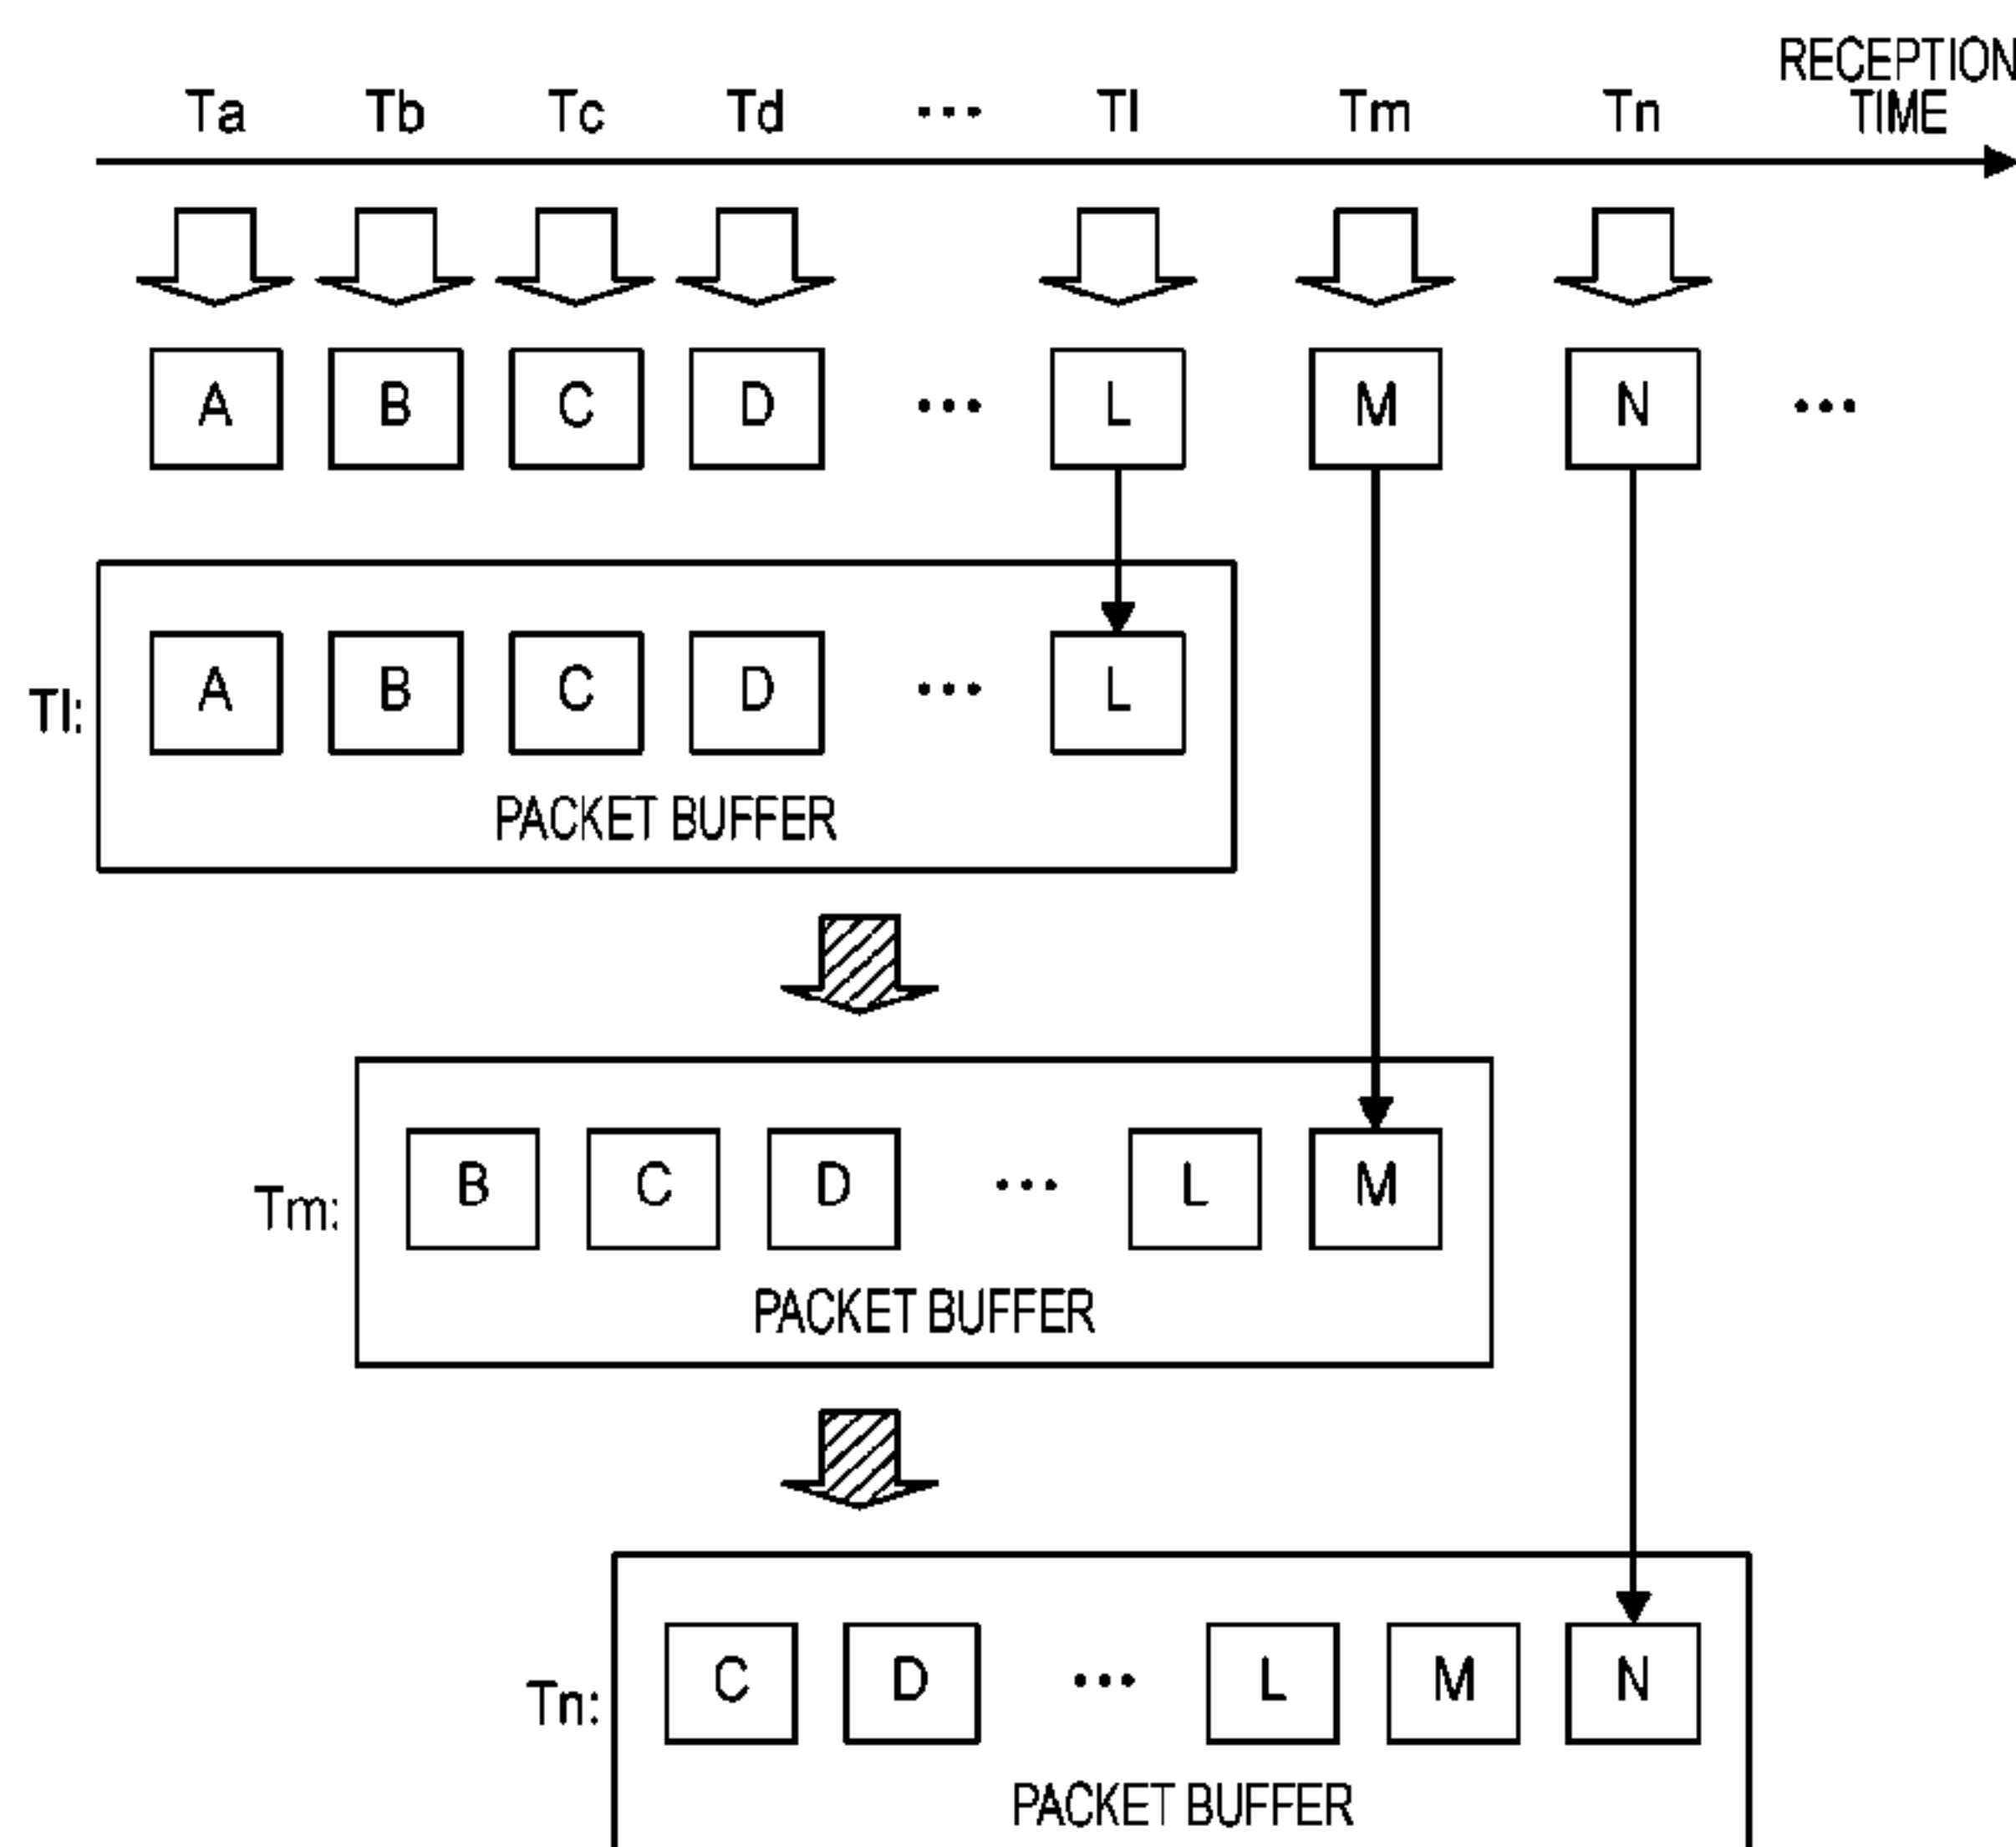 RECEPTION
TIME
Ta Tb Tc Td ... Tl Tm Tn
A B C D ... L M N ...
Tl: A B C D ... L
PACKET BUFFER
Tm: B C D ... L M
PACKET BUFFER
Tn: C D ... L M N
PACKET BUFFER